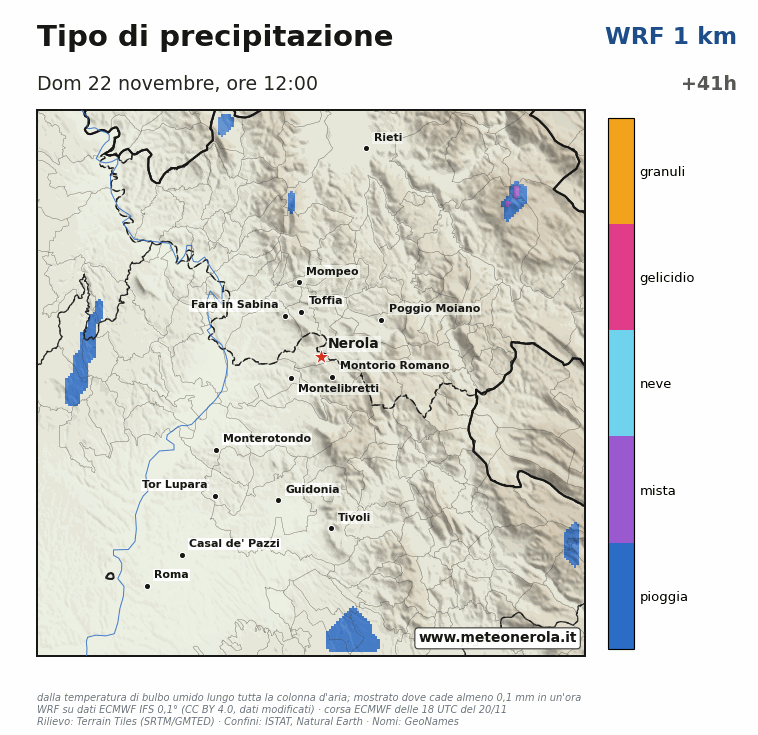 Tipo di precipitazione
WRF 1 km
Dom 22 novembre, ore 12:00
+41h
Rieti
Mompeo
Fara in Sabina
Toffia
Poggio Moiano
Nerola
Montorio Romano
Montelibretti
Monterotondo
Tor Lupara
Guidonia
Tivoli
Casal de' Pazzi
Roma
www.meteonerola.it
granuli
gelicidio
neve
mista
pioggia
dalla temperatura di bulbo umido lungo tutta la colonna d'aria; mostrato dove cade almeno 0,1 mm in un'ora
WRF su dati ECMWF IFS 0,1° (CC BY 4.0, dati modificati) · corsa ECMWF delle 18 UTC del 20/11
Rilievo: Terrain Tiles (SRTM/GMTED) · Confini: ISTAT, Natural Earth · Nomi: GeoNames